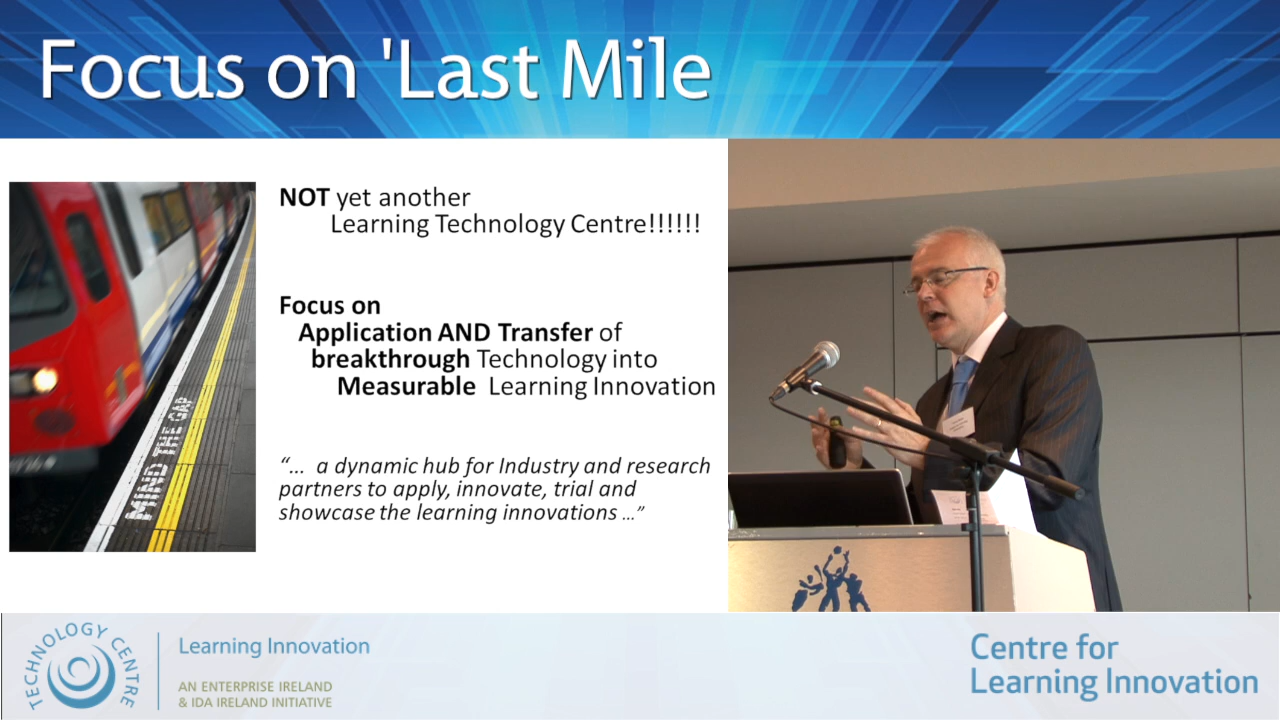 Focus on 'Last Mile
NOT yet another
Learning Technology Centre!!!!!!
Focus on
Application AND Transfer of
breakthrough Technology into
Measurable Learning Innovation
“... a dynamic hub for Industry and research
partners to apply, innovate, trial and
showcase the learning innovations ...”
MIND THE GAP
TECHNOLOGY CENTRE
Learning Innovation
AN ENTERPRISE IRELAND
& IDA IRELAND INITIATIVE
Centre for
Learning Innovation